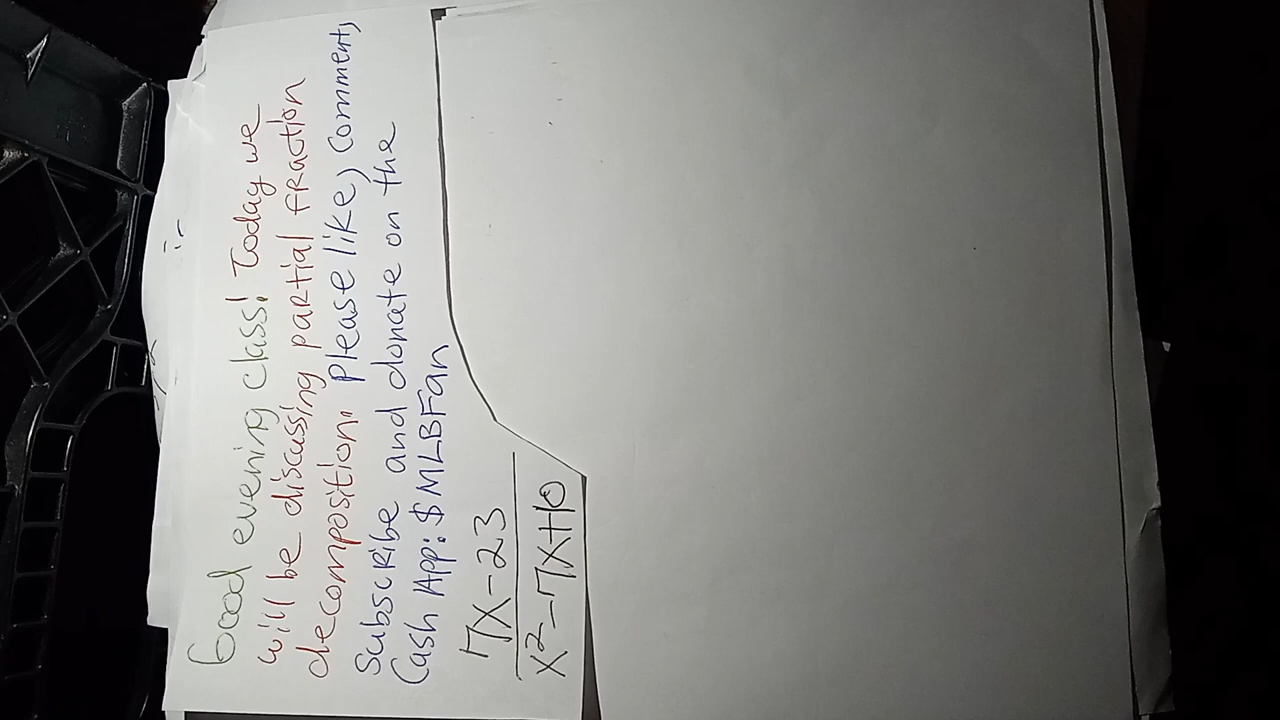 Good evening class! Today we
will be discussing partial fraction
decomposition. Please like, comment,
Subscribe and donate on the
Cash App: $MLBFan
7x-23
x²-7x+10